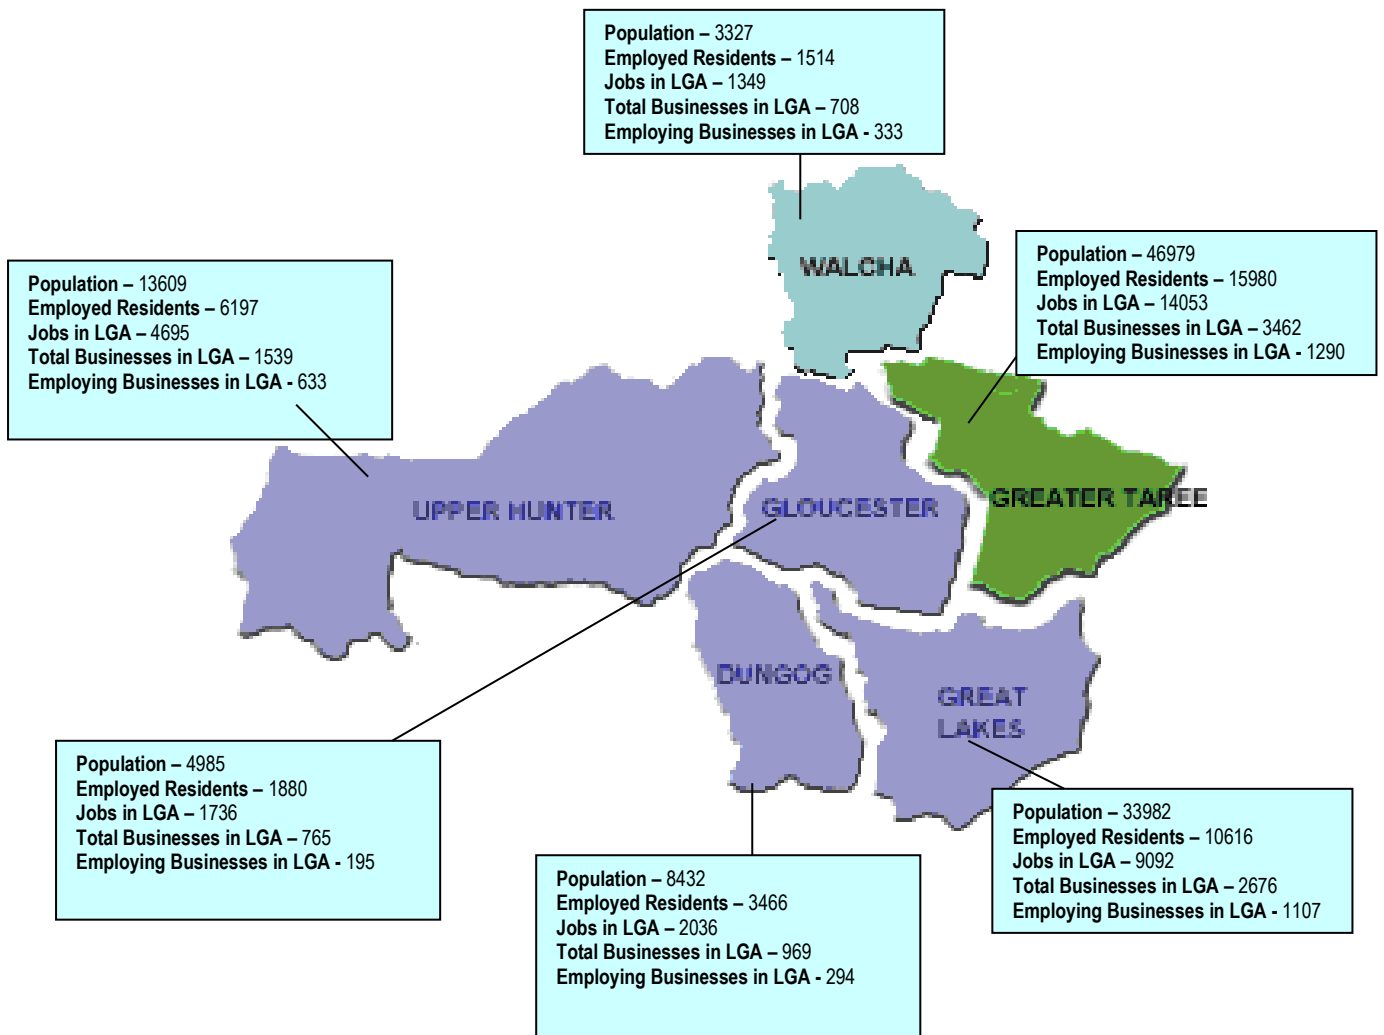 Population – 3327
Employed Residents – 1514
Jobs in LGA – 1349
Total Businesses in LGA – 708
Employing Businesses in LGA - 333
WALCHA
Population – 46979
Employed Residents – 15980
Jobs in LGA – 14053
Total Businesses in LGA – 3462
Employing Businesses in LGA - 1290
Population – 13609
Employed Residents – 6197
Jobs in LGA – 4695
Total Businesses in LGA – 1539
Employing Businesses in LGA - 633
UPPER HUNTER
GLOUCESTER
GREATER TAREE
DUNGOG
GREAT
LAKES
Population – 4985
Employed Residents – 1880
Jobs in LGA – 1736
Total Businesses in LGA – 765
Employing Businesses in LGA - 195
Population – 8432
Employed Residents – 3466
Jobs in LGA – 2036
Total Businesses in LGA – 969
Employing Businesses in LGA - 294
Population – 33982
Employed Residents – 10616
Jobs in LGA – 9092
Total Businesses in LGA – 2676
Employing Businesses in LGA - 1107